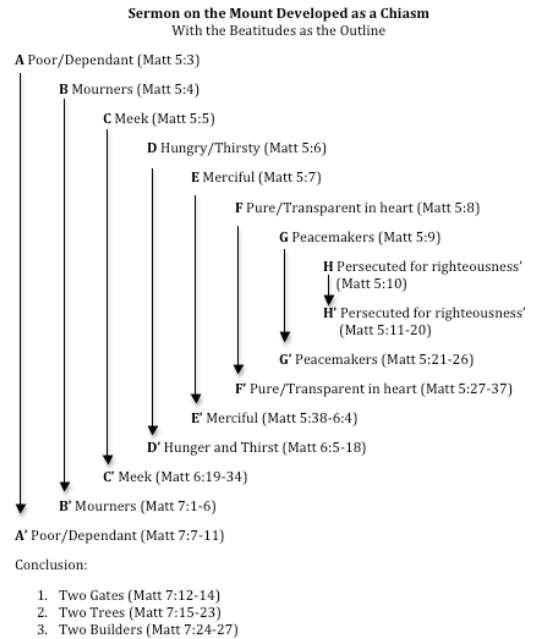 Sermon on the Mount Developed as a Chiasm
With the Beatitudes as the Outline
A Poor/Dependant (Matt 5:3)
B Mourners (Matt 5:4)
C Meek (Matt 5:5)
D Hungry/Thirsty (Matt 5:6)
E Merciful (Matt 5:7)
F Pure/Transparent in heart (Matt 5:8)
G Peacemakers (Matt 5:9)
H Persecuted for righteousness'
(Matt 5:10)
H' Persecuted for righteousness'
(Matt 5:11-20)
G' Peacemakers (Matt 5:21-26)
F' Pure/Transparent in heart (Matt 5:27-37)
E' Merciful (Matt 5:38-6:4)
D' Hunger and Thirst (Matt 6:5-18)
C' Meek (Matt 6:19-34)
B' Mourners (Matt 7:1-6)
A' Poor/Dependant (Matt 7:7-11)
Conclusion:
1. Two Gates (Matt 7:12-14)
2. Two Trees (Matt 7:15-23)
3. Two Builders (Matt 7:24-27)